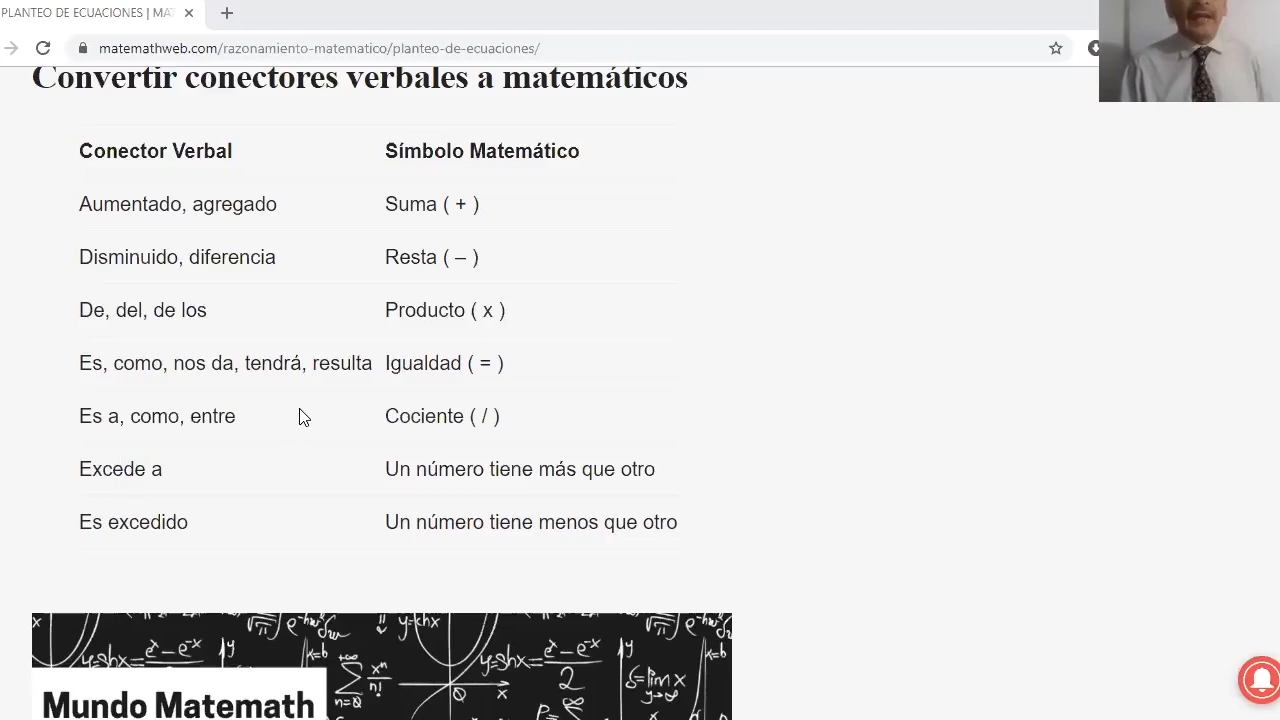 PLANTEO DE ECUACIONES | MA
matemathweb.com/razonamiento-matematico/planteo-de-ecuaciones/
Convertir conectores verbales a matemáticos
Conector Verbal Símbolo Matemático
Aumentado, agregado Suma ( + )
Disminuido, diferencia Resta ( – )
De, del, de los Producto ( x )
Es, como, nos da, tendrá, resulta Igualdad ( = )
Es a, como, entre Cociente ( / )
Excede a Un número tiene más que otro
Es excedido Un número tiene menos que otro
Mundo Matemath